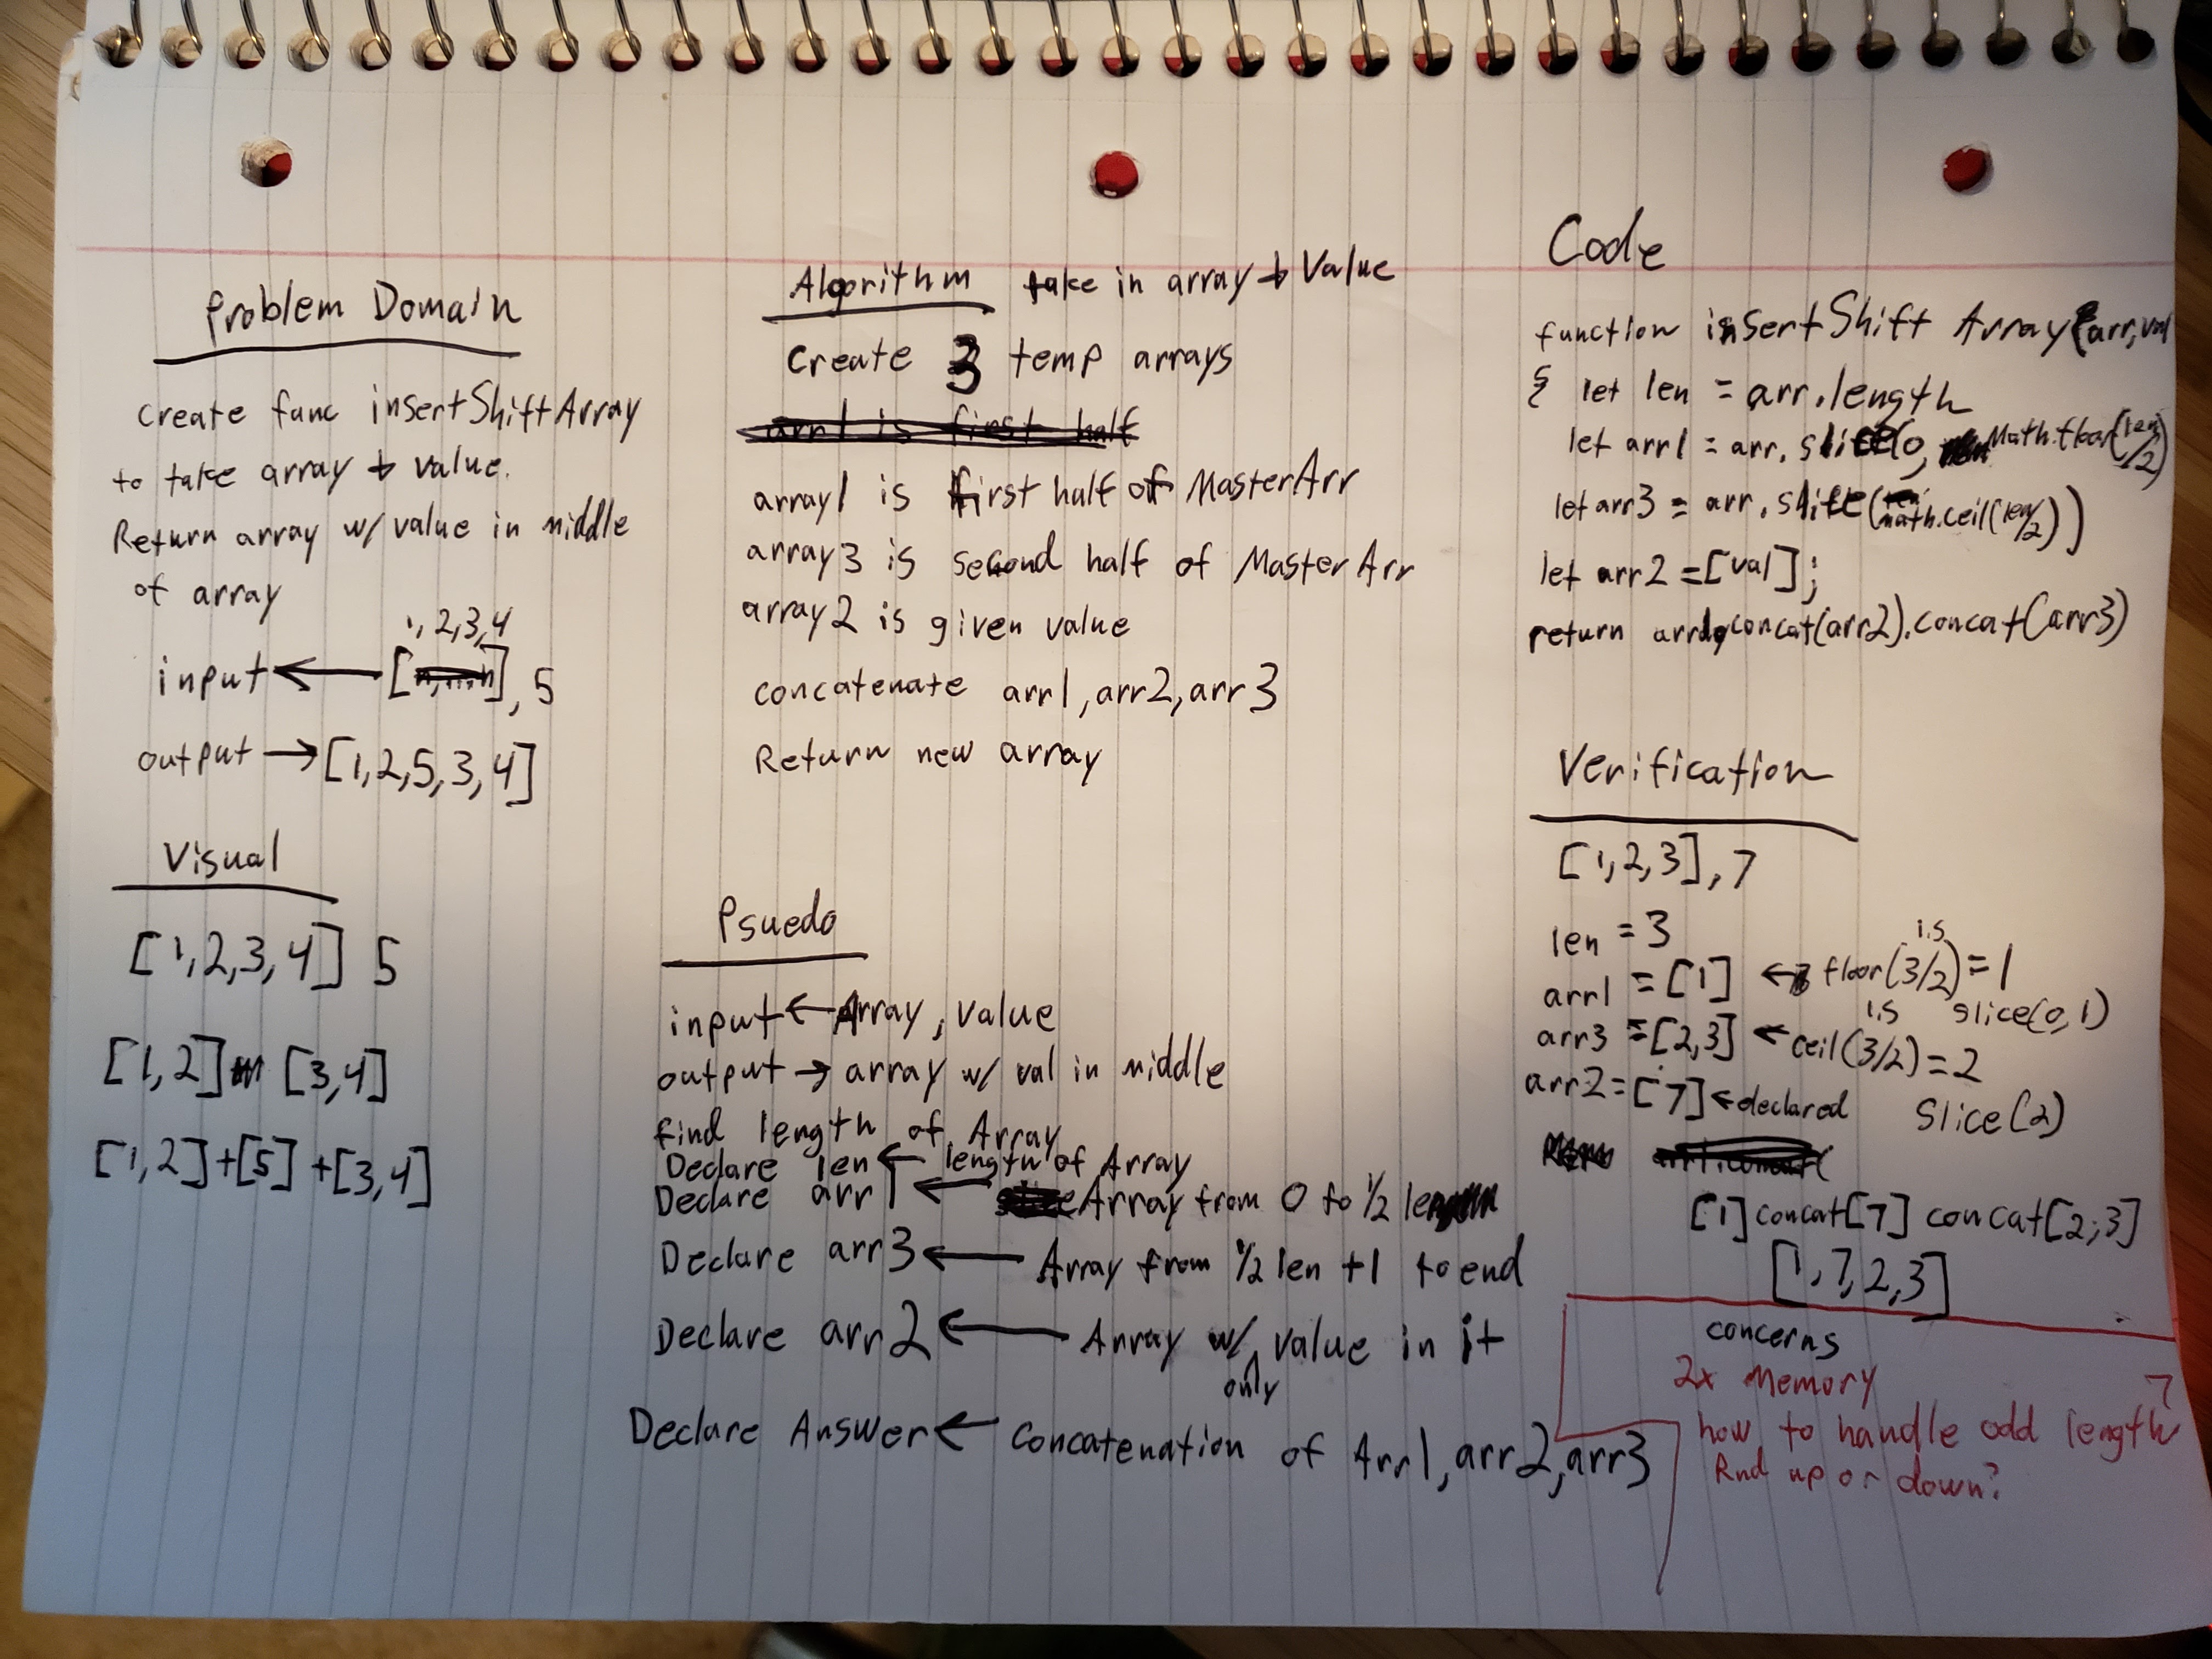 Problem Domain
create func insertShiftArray
to take array + value.
Return array w/ value in middle
of array
1, 2,3,4
input ← [n,...n], 5
output → [1,2,5,3,4]
Visual
[1,2,3,4] 5
[1,2] [3,4]
[1,2]+[5]+[3,4]
Algorithm take in array + Value
Create 3 temp arrays
arr1 is first half
array1 is first half of MasterArr
array3 is second half of MasterArr
array2 is given value
concatenate arr1, arr2, arr3
Return new array
Psuedo
input ← Array, value
output → array w/ val in middle
find length of Array
Declare len ← length of Array
Declare arr1 ← Array from 0 to 1/2 len
Declare arr3 ← Array from 1/2 len +1 to end
Declare arr2 ← Array w/ value in it
only
Declare Answer ← Concatenation of Arr1, arr2, arr3
Code
function insertShift Array(arr,val
{ let len = arr.length
let arr1 = arr.slice(0, Math.floor(len/2)
let arr3 = arr.slice(math.ceil(len/2))
let arr2 = [val];
return arr1.concat(arr2).concat(arr3)
Verification
[1,2,3], 7
len = 3
1.5
arr1 = [1] ← floor(3/2) = 1
slice(0,1)
1.5
arr3 = [2,3] ← ceil(3/2) = 2
arr2 = [7] ← declared
slice(2)
[1] concat[7] concat[2,3]
[1,7,2,3]
concerns
2x Memory
how to handle odd length
Rnd up or down?